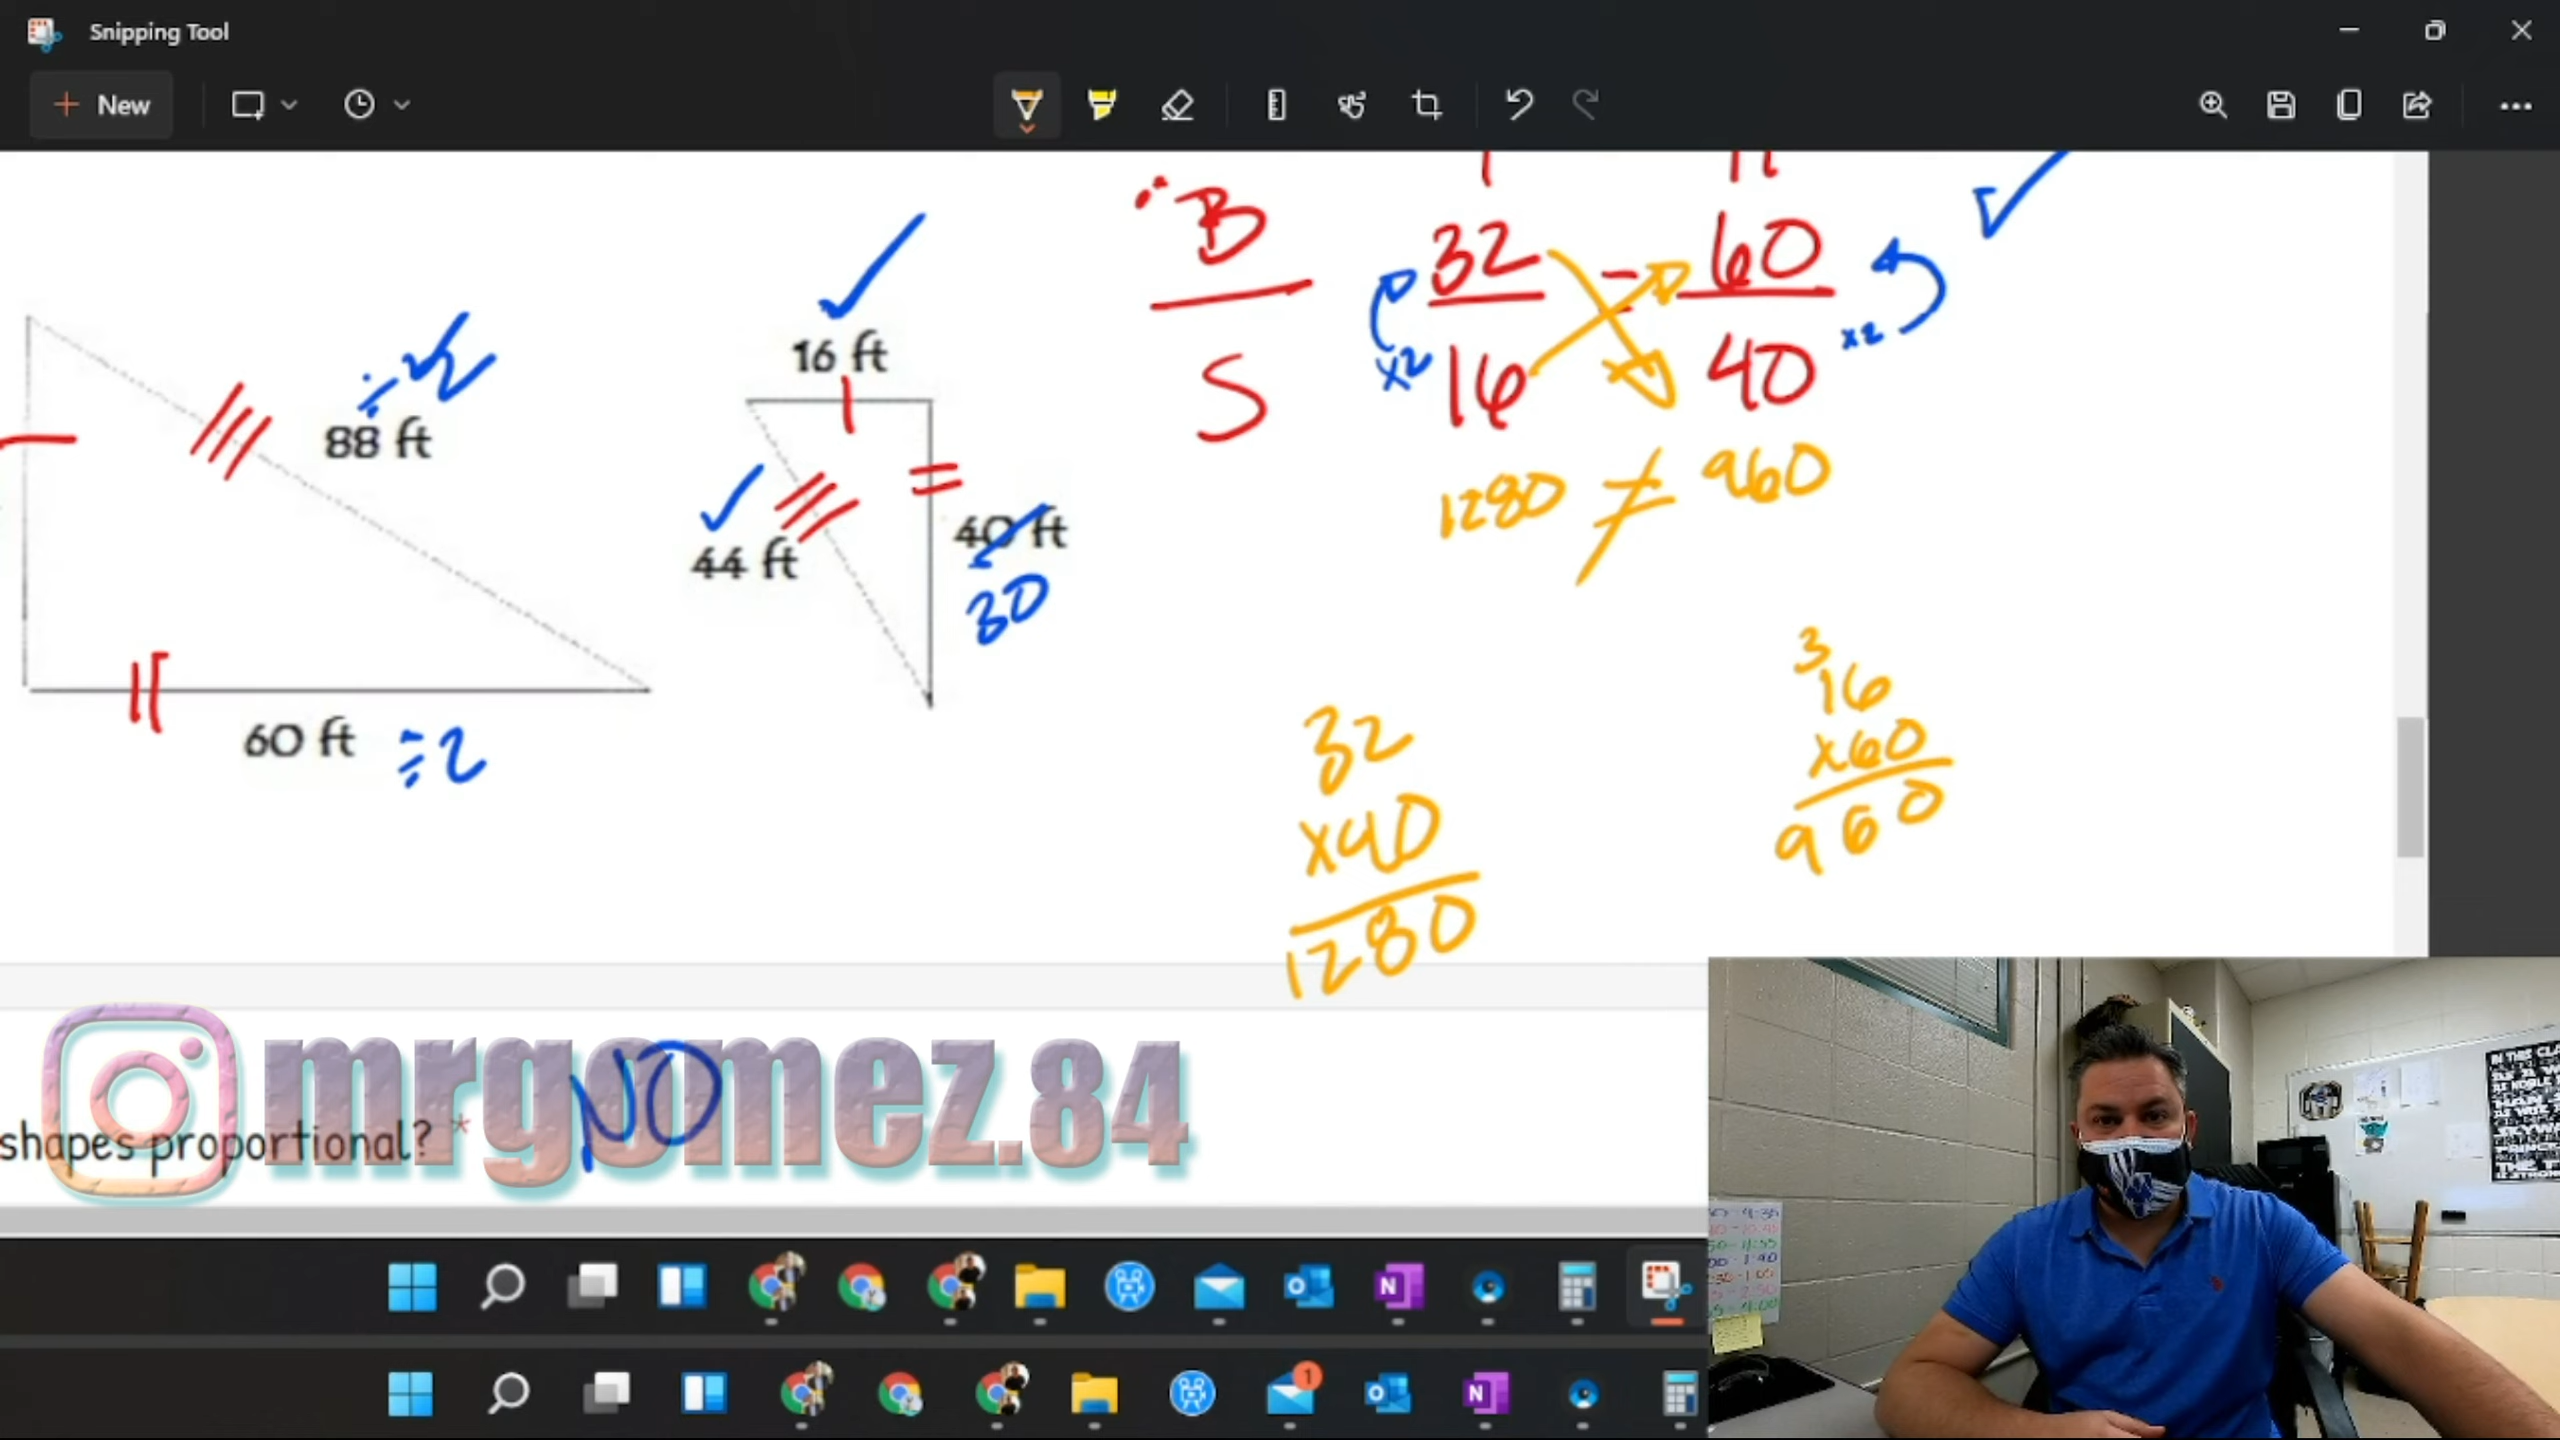 Snipping Tool
New
B
S
32 = 60
16 40
x2
x2
1280 ≠ 960
16 ft
88 ft
÷2
44 ft
40 ft
30
60 ft ÷2
3
16
x60
960
32
x40
1280
mrgomez.84
shapes proportional? *
NO
1